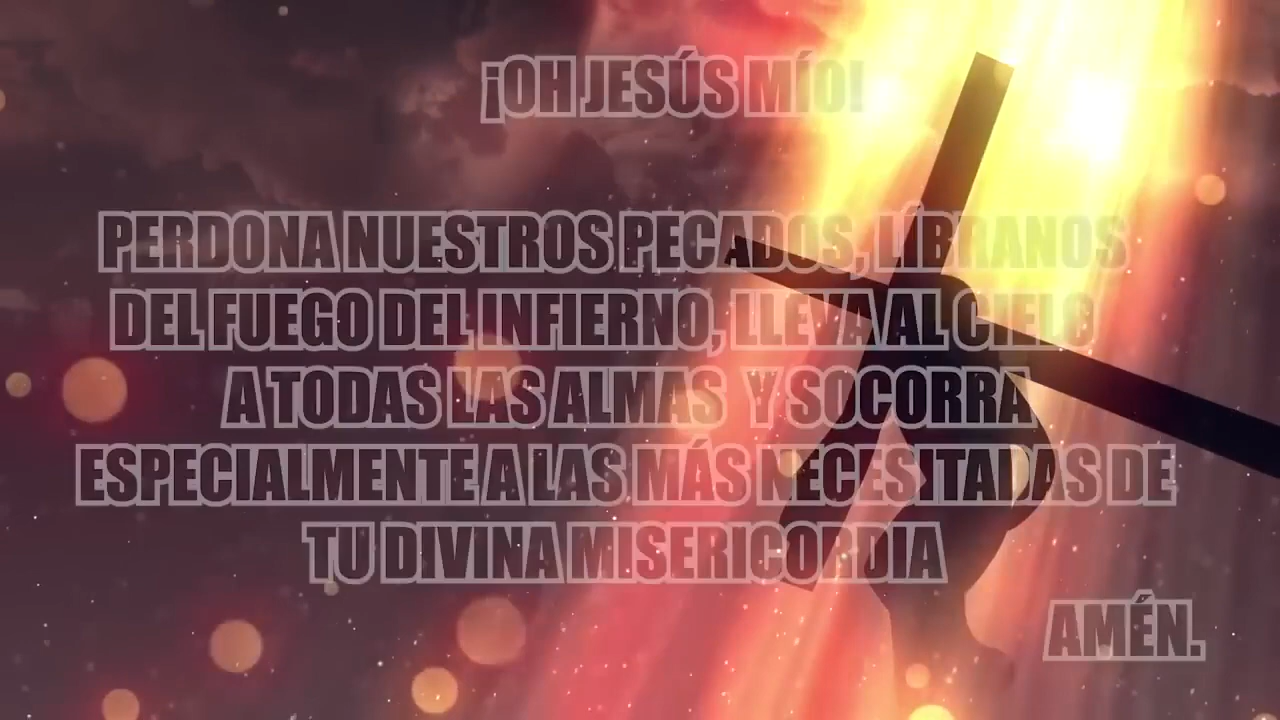 ¡OH JESÚS MÍO!
PERDONA NUESTROS PECADOS, LÍBRANOS
DEL FUEGO DEL INFIERNO, LLEVA AL CIELO
A TODAS LAS ALMAS Y SOCORRA
ESPECIALMENTE A LAS MÁS NECESITADAS DE
TU DIVINA MISERICORDIA
AMÉN.